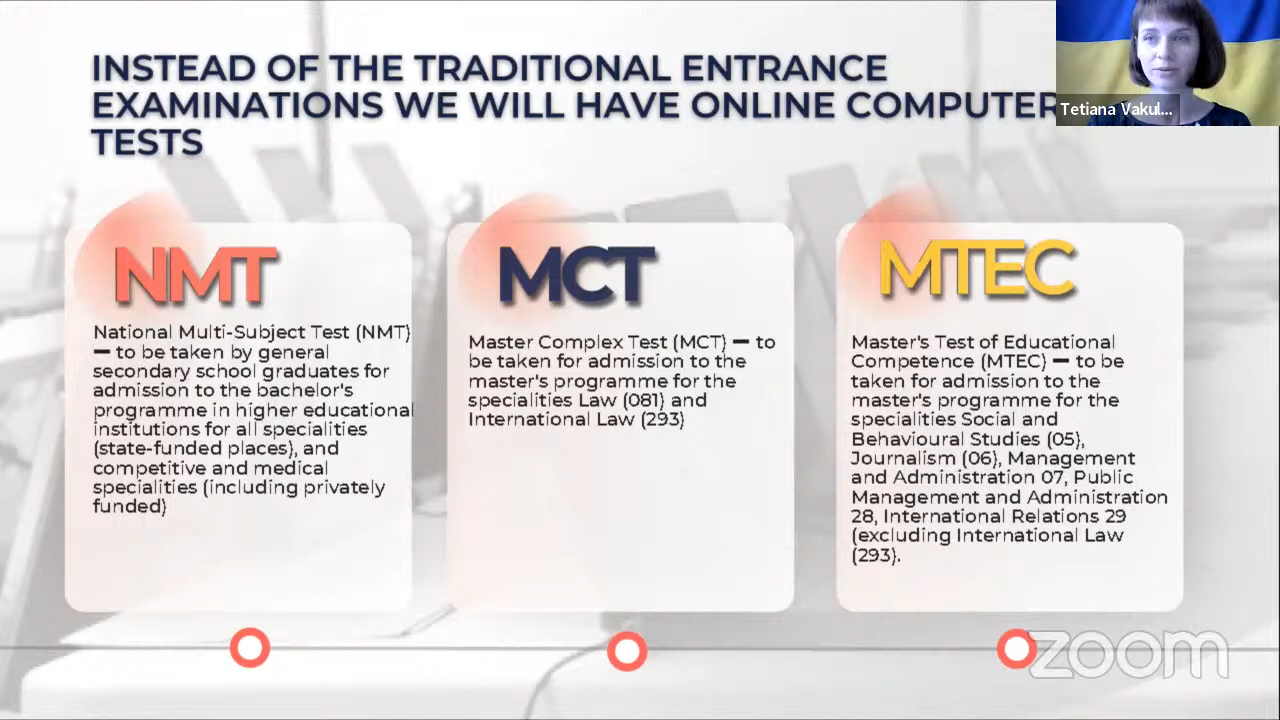 INSTEAD OF THE TRADITIONAL ENTRANCE
EXAMINATIONS WE WILL HAVE ONLINE COMPUTER
TESTS
Tetiana Vakul...
NMT
National Multi-Subject Test (NMT)
— to be taken by general
secondary school graduates for
admission to the bachelor's
programme in higher educational
institutions for all specialities
(state-funded places), and
competitive and medical
specialities (including privately
funded)
MCT
Master Complex Test (MCT) — to
be taken for admission to the
master's programme for the
specialities Law (081) and
International Law (293)
MTEC
Master's Test of Educational
Competence (MTEC) — to be
taken for admission to the
master's programme for the
specialities Social and
Behavioural Studies (05),
Journalism (06), Management
and Administration 07, Public
Management and Administration
28, International Relations 29
(excluding International Law
(293).
zoom